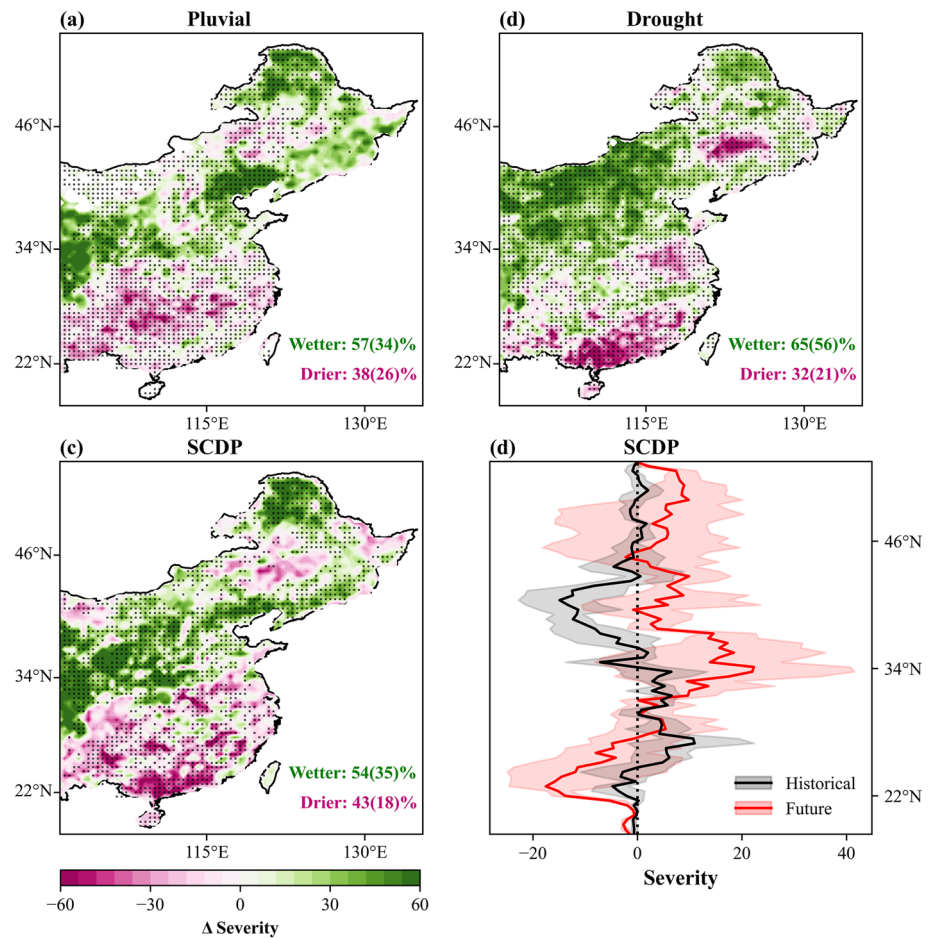 (a) Pluvial
(d) Drought
46°N
34°N
22°N
Wetter: 57(34)%
Drier: 38(26)%
115°E 130°E
46°N
34°N
22°N
Wetter: 65(56)%
Drier: 32(21)%
115°E 130°E
(c) SCDP
(d) SCDP
46°N
34°N
22°N
Wetter: 54(35)%
Drier: 43(18)%
115°E 130°E
46°N
34°N
22°N
Historical
Future
−20 0 20 40
Severity
−60 −30 0 30 60
Δ Severity